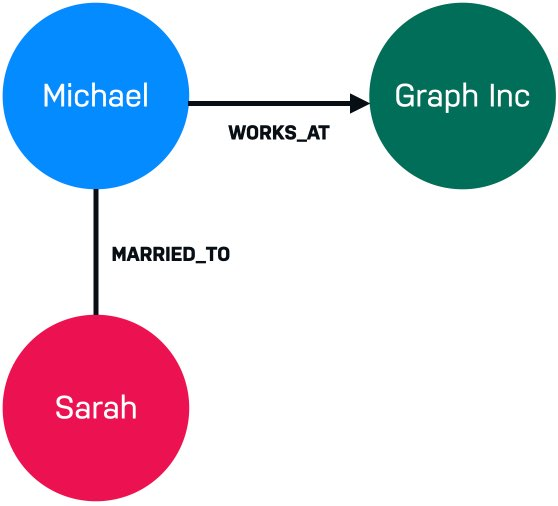 Michael
Graph Inc
WORKS_AT
MARRIED_TO
Sarah